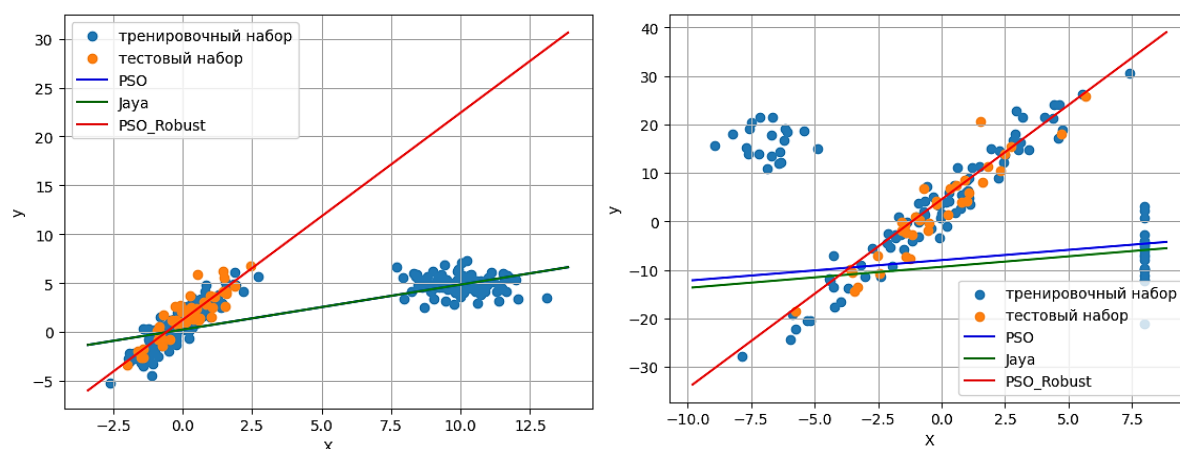 30
25
20
15
10
5
0
−5
y
тренировочный набор
тестовый набор
PSO
Jaya
PSO_Robust
−2.5 0.0 2.5 5.0 7.5 10.0 12.5
x
40
30
20
10
0
−10
−20
−30
y
тренировочный набор
тестовый набор
PSO
Jaya
PSO_Robust
−10.0 −7.5 −5.0 −2.5 0.0 2.5 5.0 7.5
X